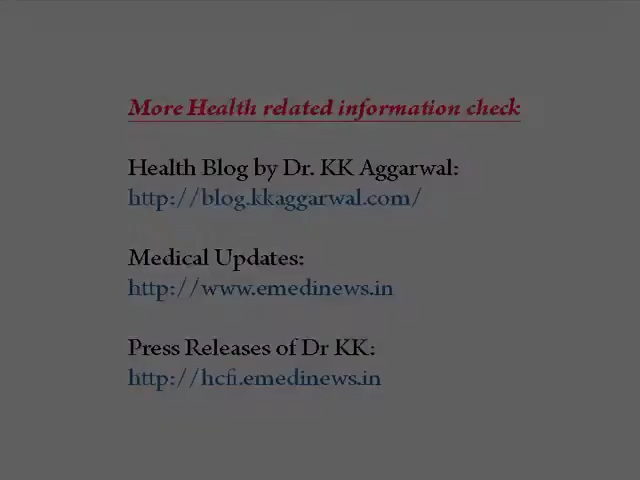 More Health related information check
Health Blog by Dr. KK Aggarwal:
http://blog.kkaggarwal.com/
Medical Updates:
http://www.emedinews.in
Press Releases of Dr KK:
http://hcfi.emedinews.in